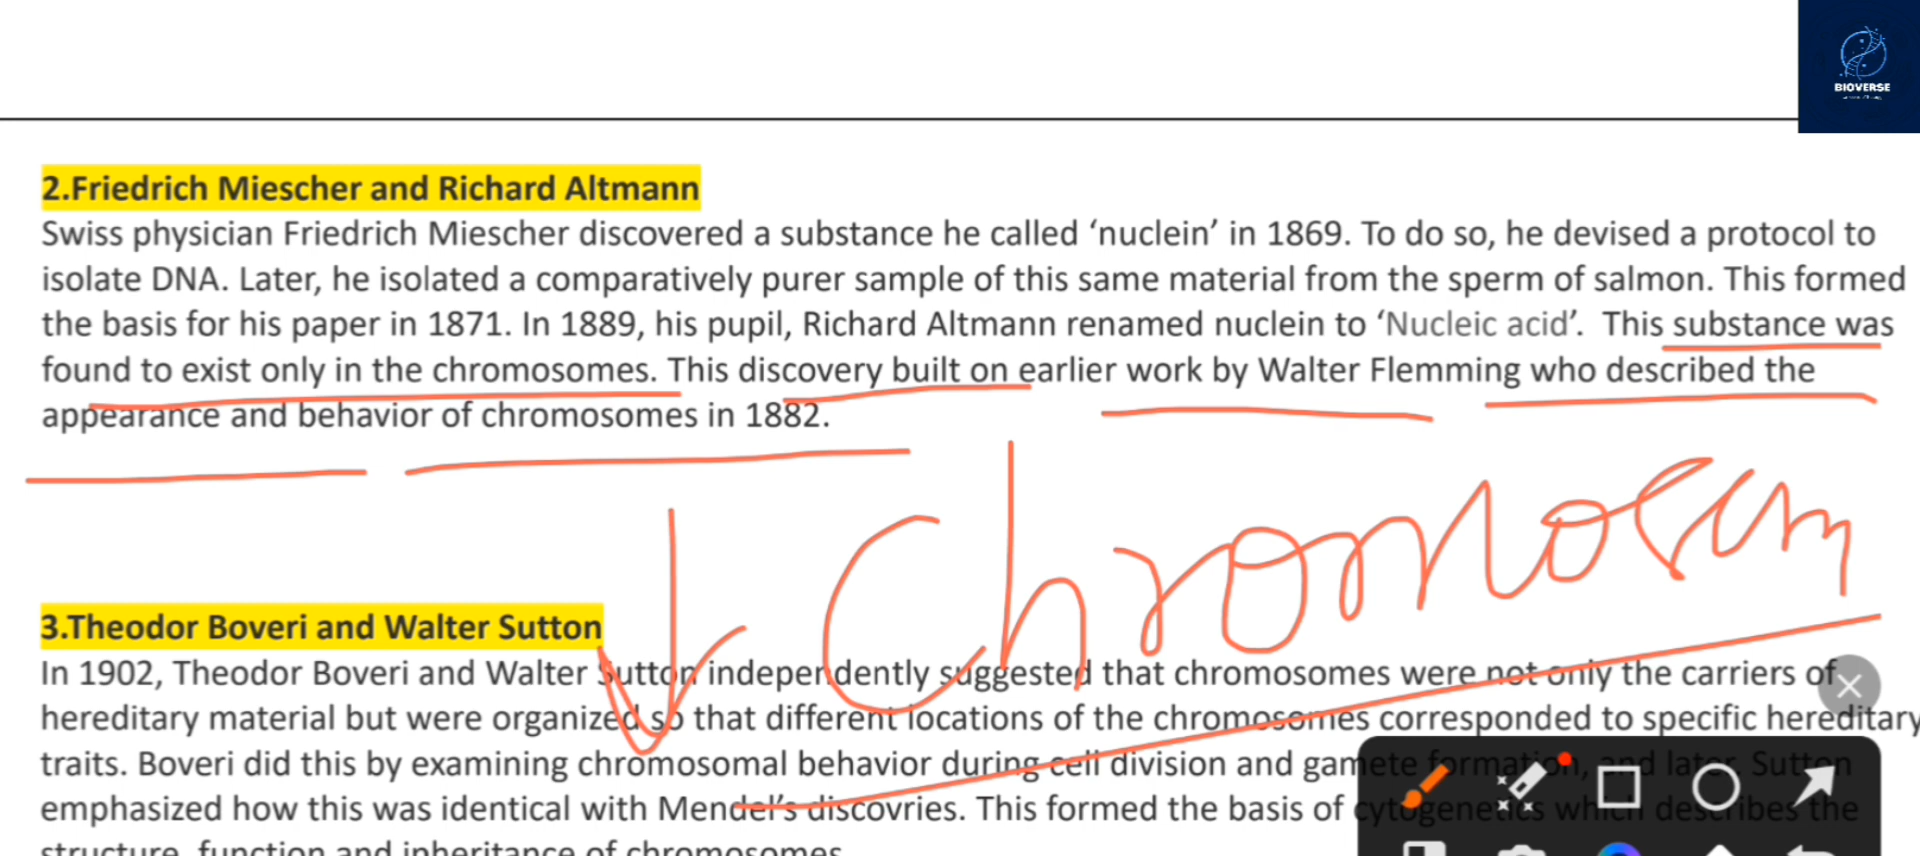 BIOVERSE
2.Friedrich Miescher and Richard Altmann
Swiss physician Friedrich Miescher discovered a substance he called ‘nuclein’ in 1869. To do so, he devised a protocol to
isolate DNA. Later, he isolated a comparatively purer sample of this same material from the sperm of salmon. This formed
the basis for his paper in 1871. In 1889, his pupil, Richard Altmann renamed nuclein to ‘Nucleic acid’. This substance was
found to exist only in the chromosomes. This discovery built on earlier work by Walter Flemming who described the
appearance and behavior of chromosomes in 1882.
Chromosom
3.Theodor Boveri and Walter Sutton
In 1902, Theodor Boveri and Walter Sutton independently suggested that chromosomes were not only the carriers of
hereditary material but were organized so that different locations of the chromosomes corresponded to specific hereditary
traits. Boveri did this by examining chromosomal behavior during cell division and gamete formation, and later, Sutton
emphasized how this was identical with Mendel’s discovries. This formed the basis of cytogenetics which describes the
structure, function and inheritance of chromosomes